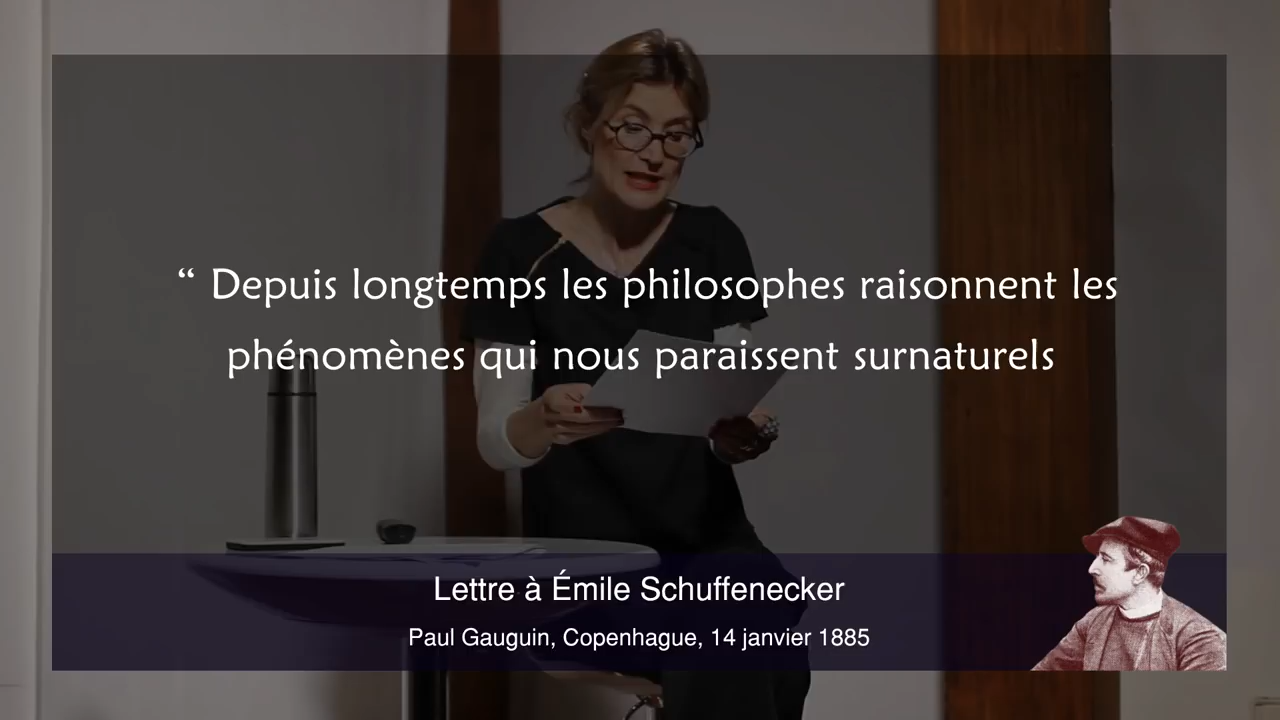 “ Depuis longtemps les philosophes raisonnent les
phénomènes qui nous paraissent surnaturels
Lettre à Émile Schuffenecker
Paul Gauguin, Copenhague, 14 janvier 1885